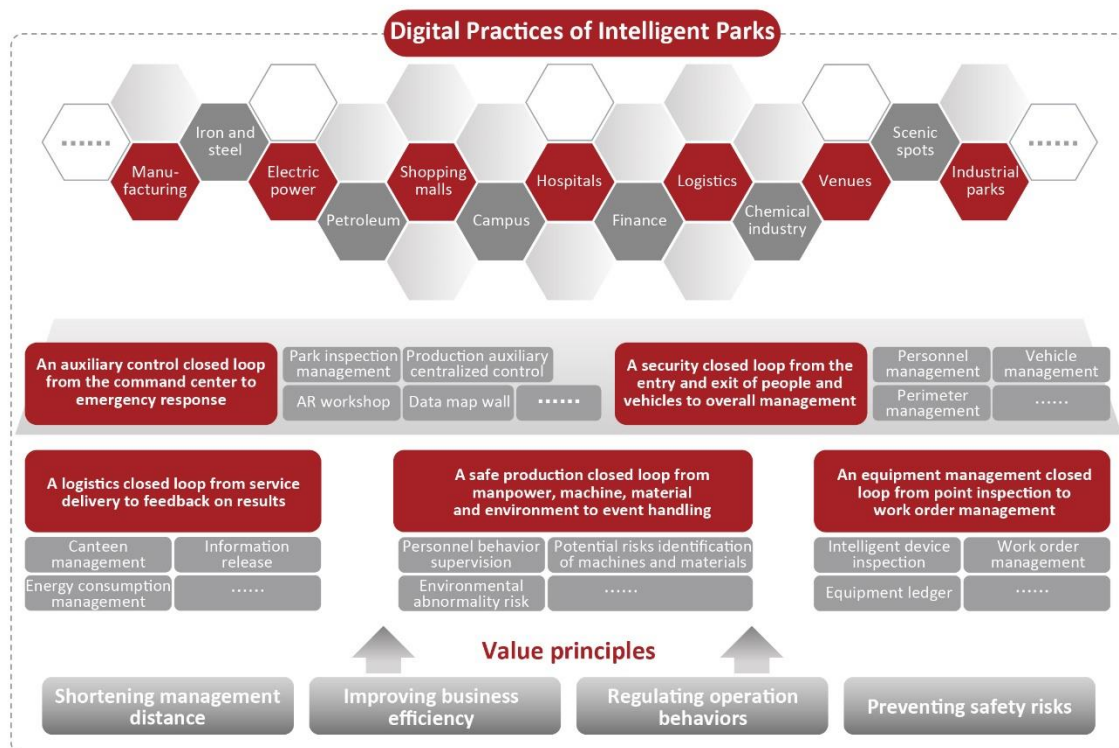 Digital Practices of Intelligent Parks
......
Manu-
facturing
Iron and
steel
Electric
power
Petroleum
Shopping
malls
Campus
Hospitals
Finance
Logistics
Chemical
industry
Venues
Scenic
spots
Industrial
parks
......
An auxiliary control closed loop
from the command center to
emergency response
Park inspection
management
Production auxiliary
centralized control
AR workshop
Data map wall
......
A security closed loop from the
entry and exit of people and
vehicles to overall management
Personnel
management
Vehicle
management
Perimeter
management
......
A logistics closed loop from service
delivery to feedback on results
Canteen
management
Information
release
Energy consumption
management
......
A safe production closed loop from
manpower, machine, material
and environment to event handling
Personnel behavior
supervision
Potential risks identification
of machines and materials
Environmental
abnormality risk
......
An equipment management closed
loop from point inspection to
work order management
Intelligent device
inspection
Work order
management
Equipment ledger
......
Value principles
Shortening management
distance
Improving business
efficiency
Regulating operation
behaviors
Preventing safety risks